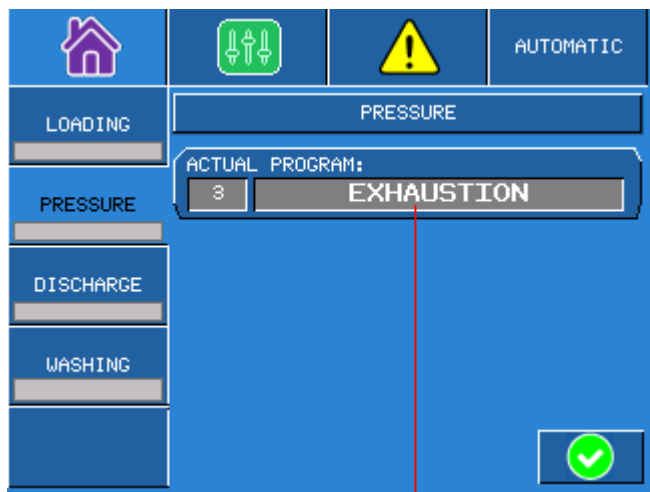 AUTOMATIC
LOADING
PRESSURE
ACTUAL PROGRAM:
3 EXHAUSTION
PRESSURE
DISCHARGE
WASHING